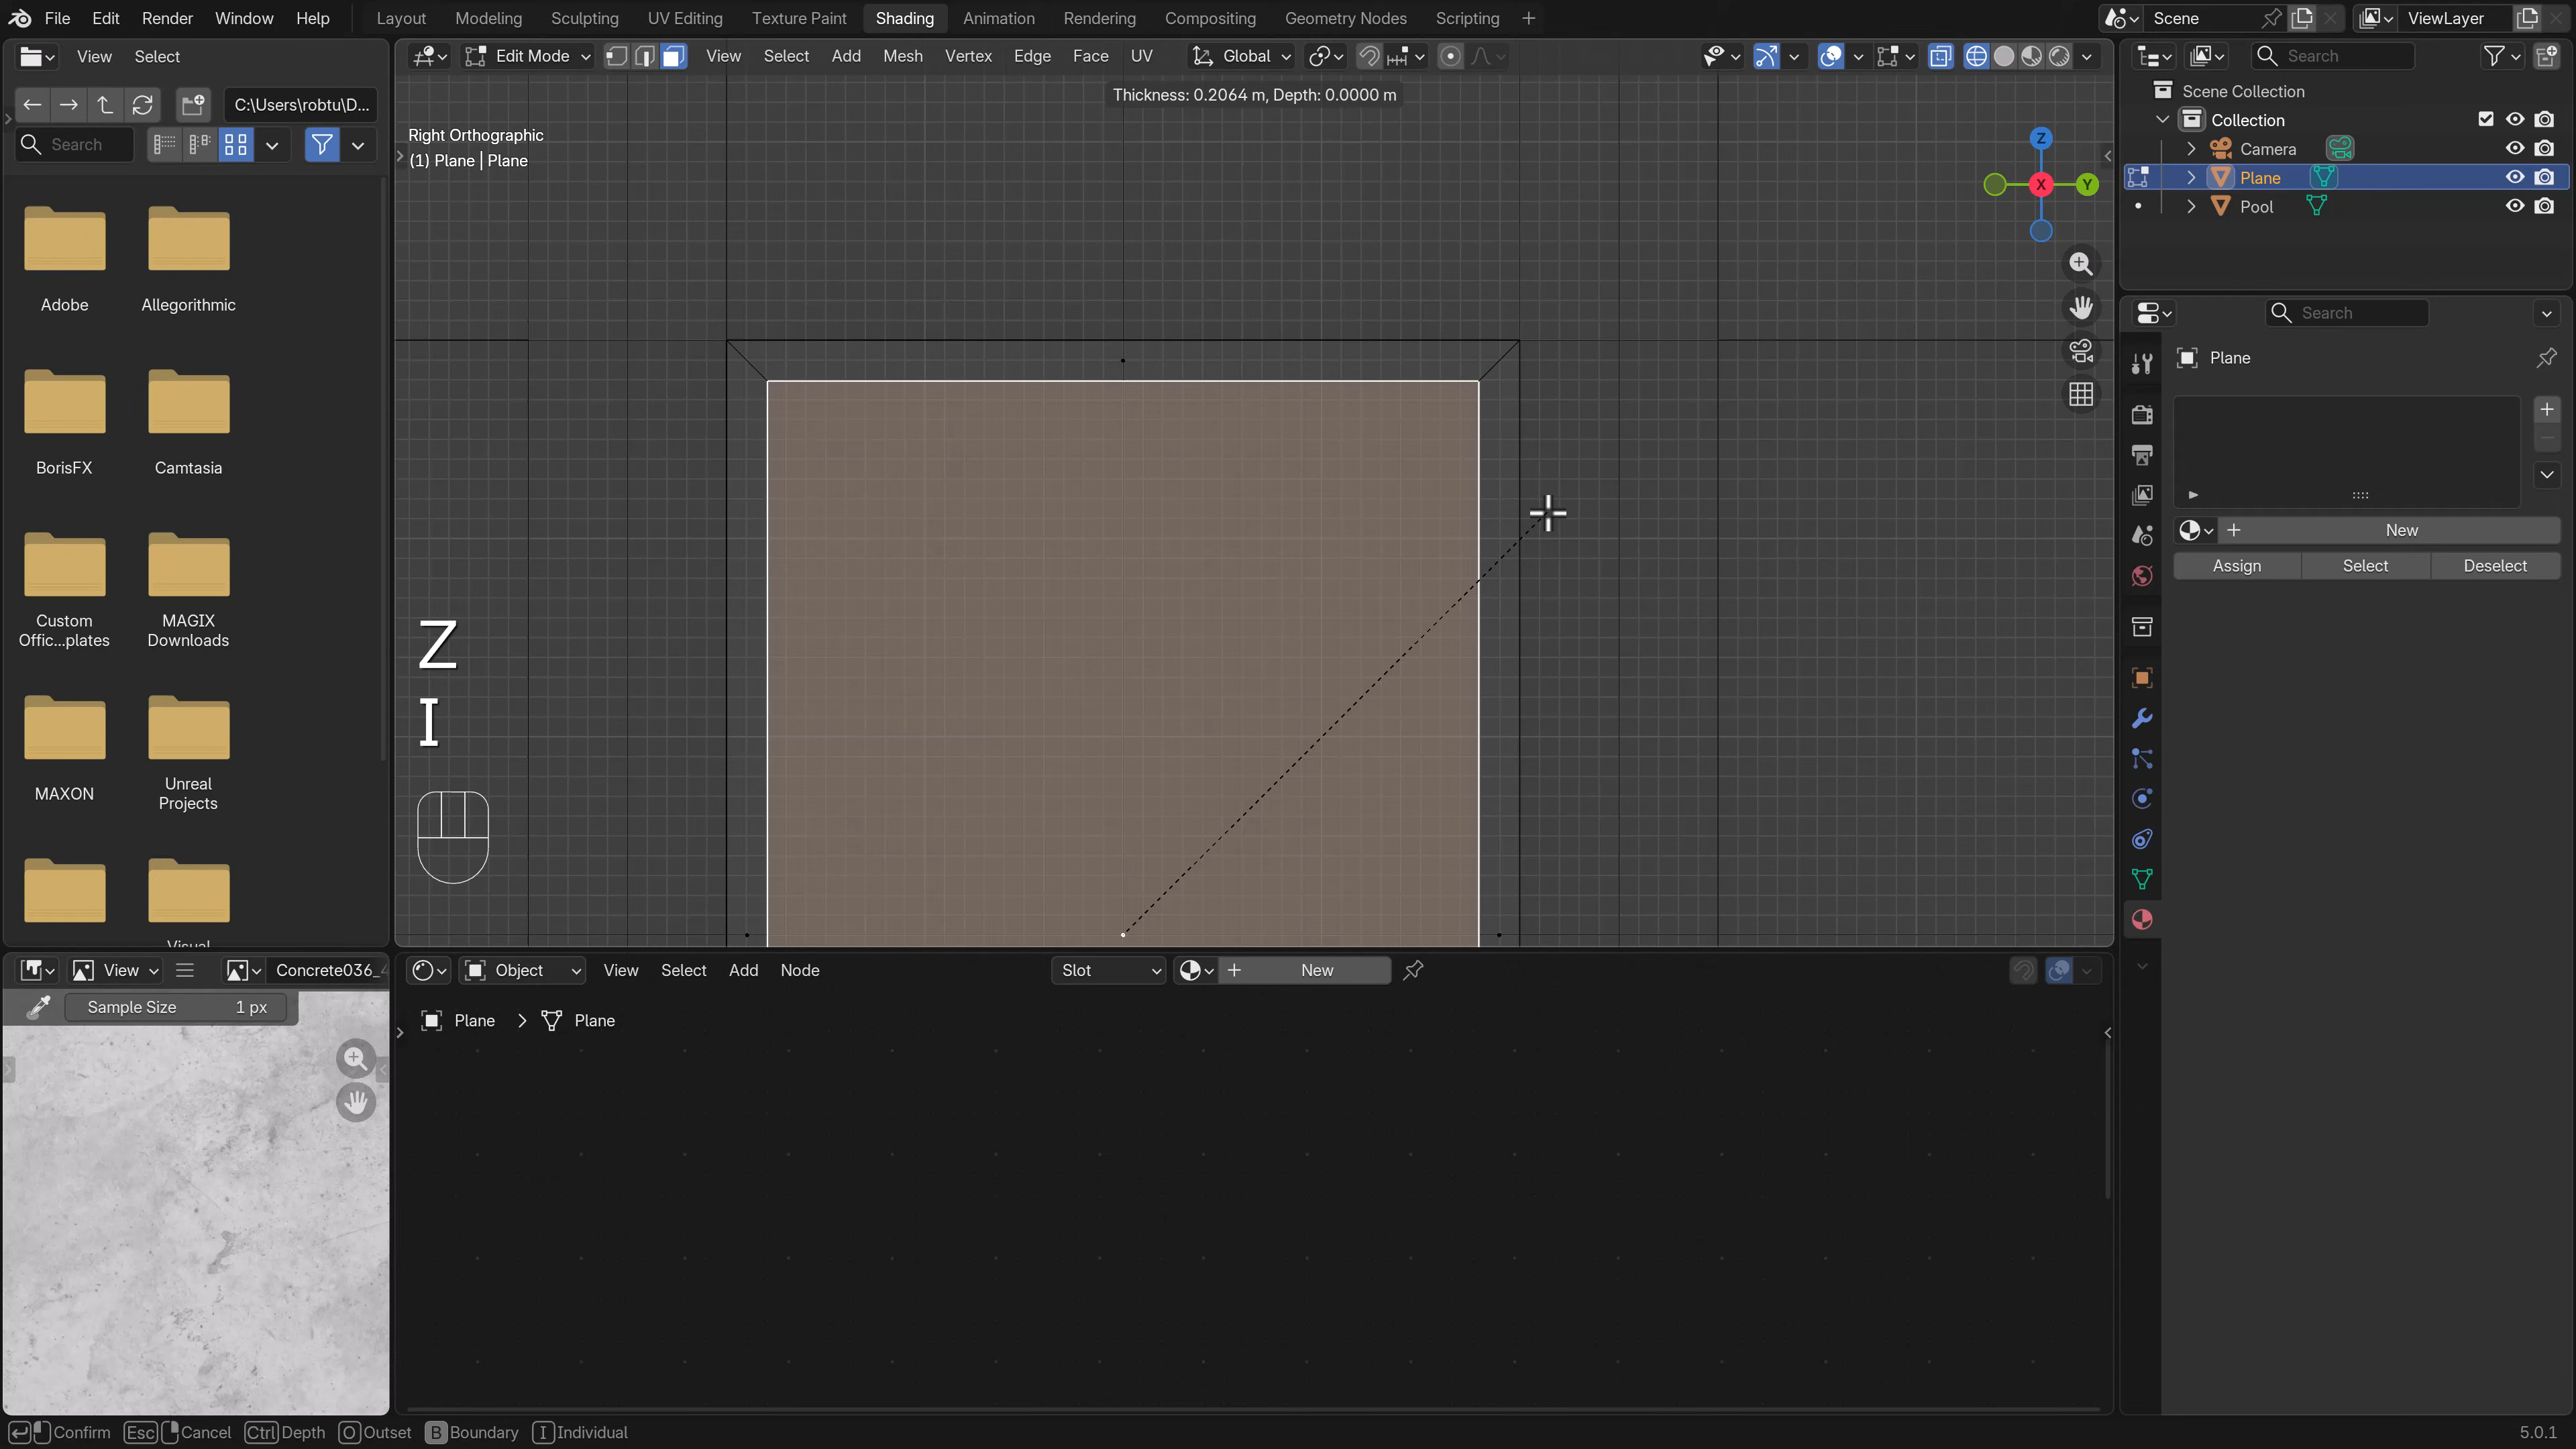 File Edit Render Window Help Layout Modeling Sculpting UV Editing Texture Paint Shading Animation Rendering Compositing Geometry Nodes Scripting + Scene ViewLayer
View Select
Edit Mode View Select Add Mesh Vertex Edge Face UV Global
Search
C:\Users\robtu\D...
Search
Thickness: 0.2064 m, Depth: 0.0000 m
Right Orthographic
(1) Plane | Plane
Z
X
Y
Scene Collection
Collection
Camera
Plane
Pool
Adobe Allegorithmic
BorisFX Camtasia
Custom Offic...plates
MAGIX Downloads
MAXON
Unreal Projects
Z
I
Search
Plane
New
Assign Select Deselect
View Concrete036_4
Sample Size 1 px
Object View Select Add Node Slot New
Plane > Plane
Confirm Esc Cancel Ctrl Depth O Outset B Boundary I Individual
5.0.1